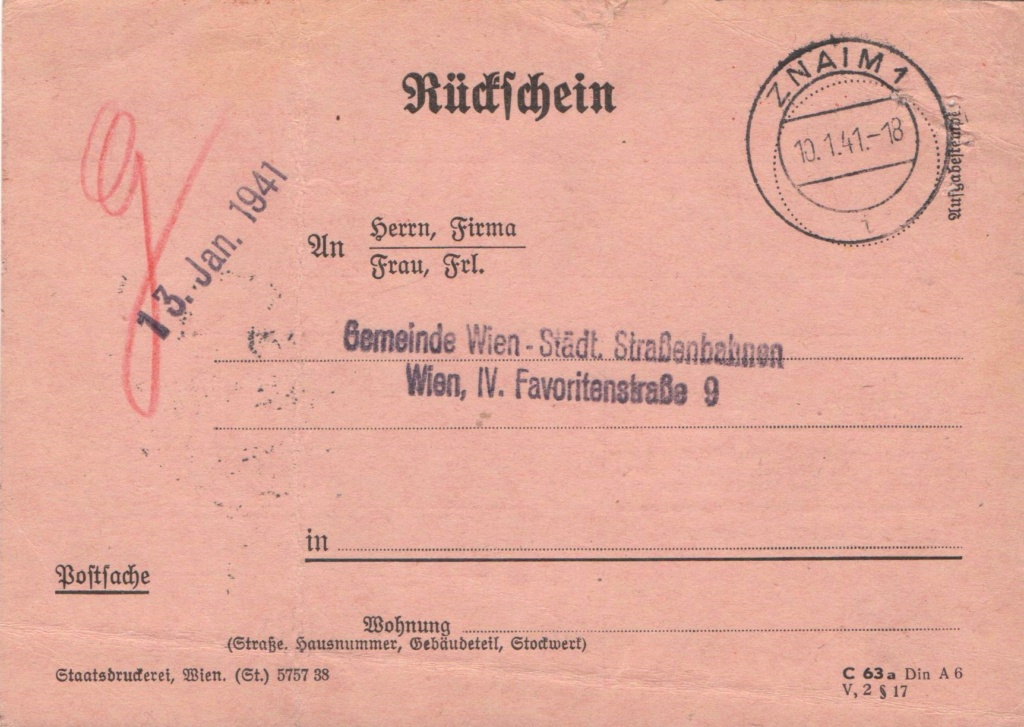 Rückschein
ZNAIM 1
10.1.41.-18
Aufgabestempel
13. Jan. 1941
An Herrn, Firma
Frau, Frl.
Gemeinde Wien - Städt. Straßenbahnen
Wien, IV. Favoritenstraße 9
in
Postsache
Wohnung
(Straße. Hausnummer, Gebäudeteil, Stockwerk)
Staatsdruckerei, Wien. (St.) 5757 38
C 63a Din A 6
V, 2 § 17